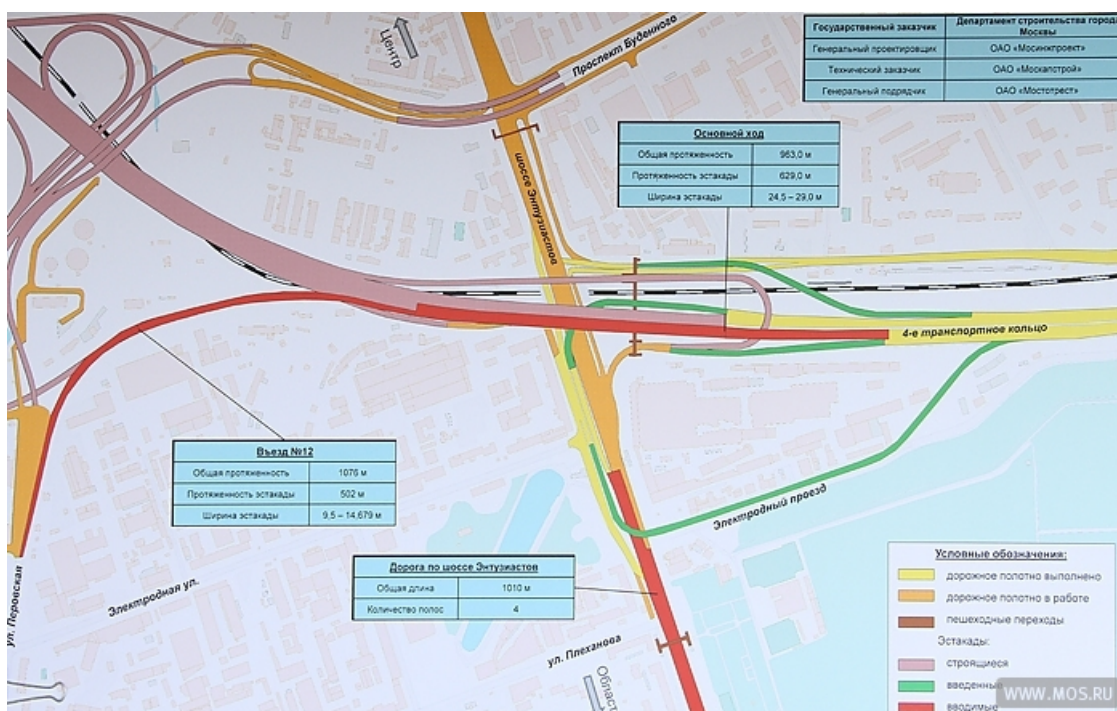 Центр
Проспект Буденного
Государственный заказчик
Департамент строительства города Москвы
Генеральный проектировщик
ОАО «Мосинжпроект»
Технический заказчик
ОАО «Москапстрой»
Генеральный подрядчик
ОАО «Мостотрест»
Основной ход
Общая протяженность
963,0 м
Протяженность эстакады
629,0 м
Ширина эстакады
24,5 – 29,0 м
шоссе Энтузиастов
4-е транспортное кольцо
Въезд №12
Общая протяженность
1076 м
Протяженность эстакады
502 м
Ширина эстакады
9,5 – 14,679 м
Электродный проезд
Дорога по шоссе Энтузиастов
Общая длина
1010 м
Количество полос
4
ул. Перовская
Электродная ул.
ул. Плеханова
Област
Условные обозначения:
дорожное полотно выполнено
дорожное полотно в работе
пешеходные переходы
Эстакады:
строящиеся
введенные
вводимые
WWW.MOS.RU